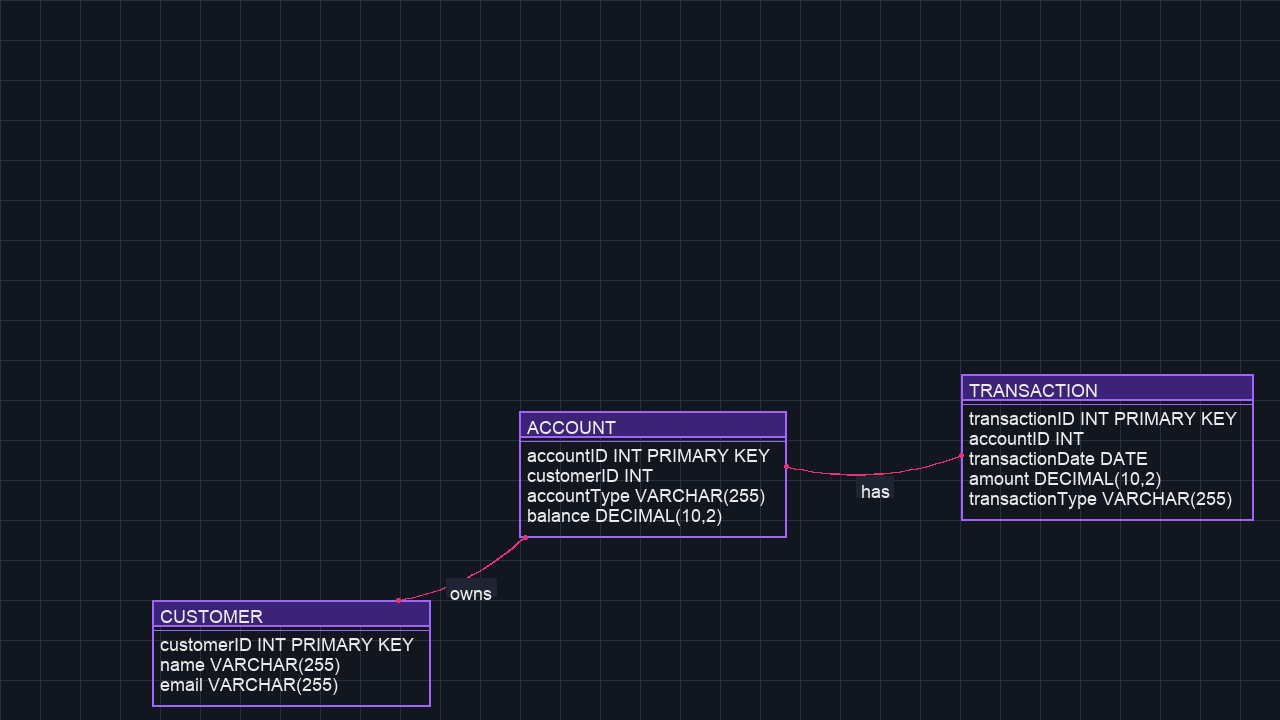 TRANSACTION
transactionID INT PRIMARY KEY
accountID INT
transactionDate DATE
amount DECIMAL(10,2)
transactionType VARCHAR(255)
ACCOUNT
accountID INT PRIMARY KEY
customerID INT
accountType VARCHAR(255)
balance DECIMAL(10,2)
has
owns
CUSTOMER
customerID INT PRIMARY KEY
name VARCHAR(255)
email VARCHAR(255)